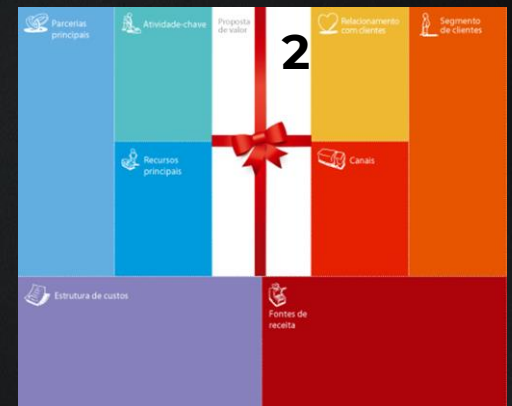 Parcerias
principais
Atividade-chave
Proposta
de valor
2
Relacionamento
com clientes
Segmento
de clientes
Recursos
principais
Canais
Estrutura de custos
Fontes de
receita